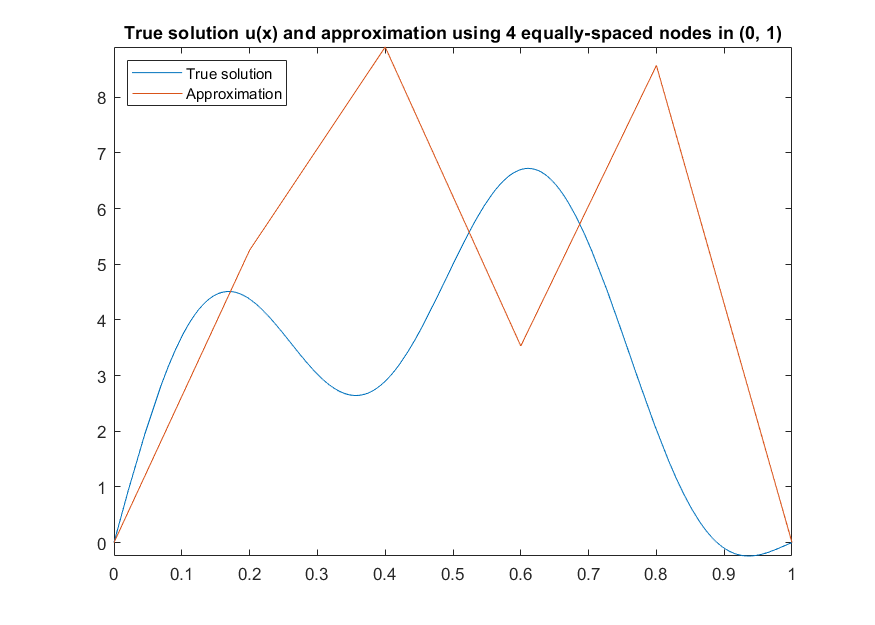 True solution u(x) and approximation using 4 equally-spaced nodes in (0, 1)
True solution
Approximation
8
7
6
5
4
3
2
1
0
0 0.1 0.2 0.3 0.4 0.5 0.6 0.7 0.8 0.9 1